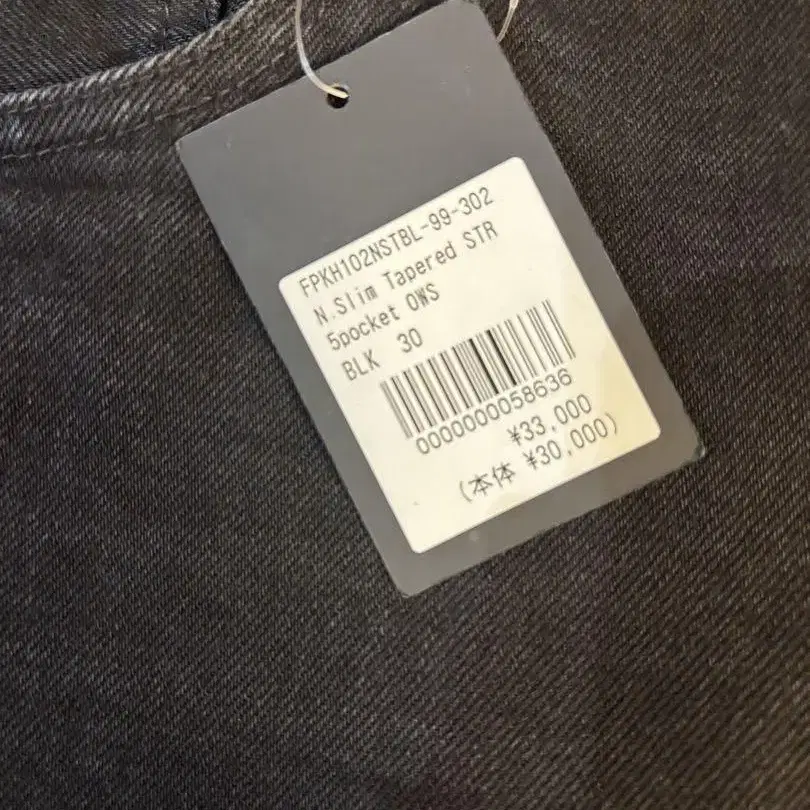 FPKH102NSTBL-99-302
N.Slim Tapered STR
5pocket OWS
BLK 30
0000000058636
¥33,000
(本体 ¥30,000)